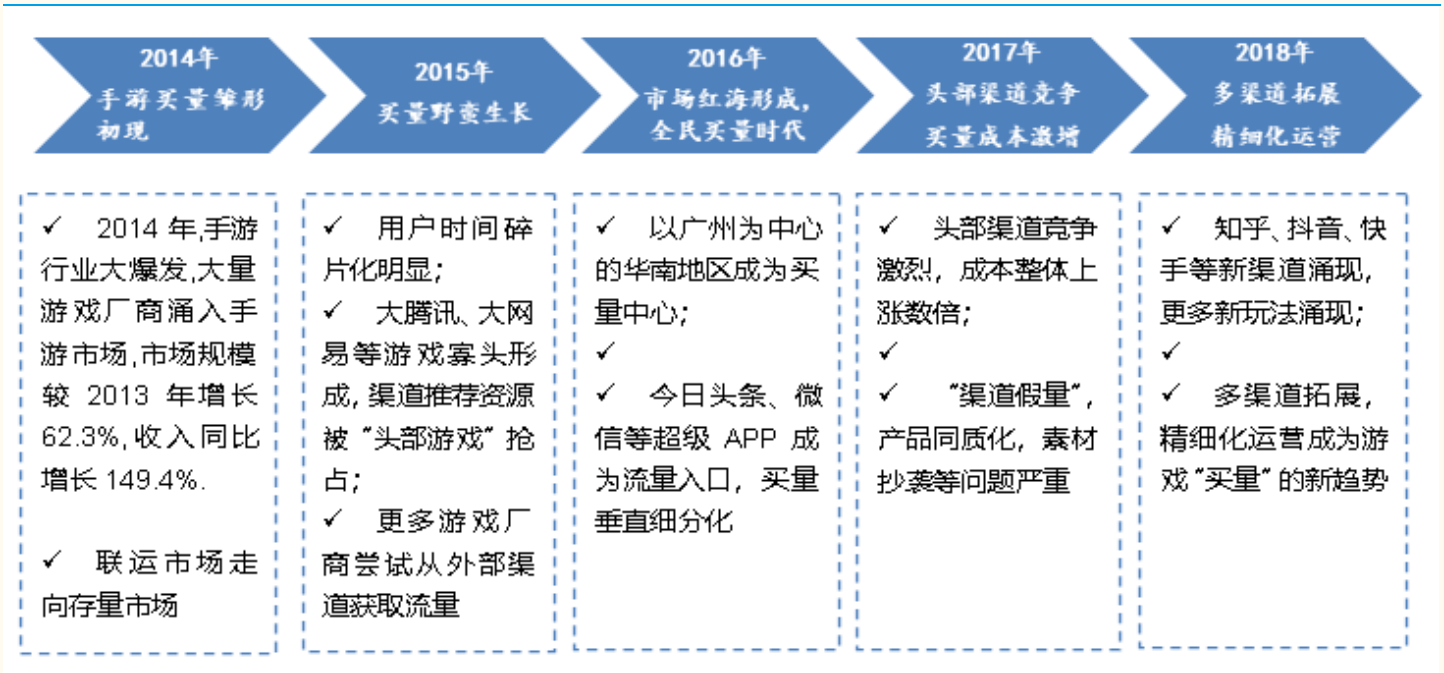 2014年
手游买量雏形
初现
2015年
买量野蛮生长
2016年
市场红海形成，
全民买量时代
2017年
头部渠道竞争
买量成本激增
2018年
多渠道拓展
精细化运营
✓ 2014 年,手游
行业大爆发,大量
游戏厂商涌入手
游市场,市场规模
较 2013 年增长
62.3%,收入同比
增长 149.4%.
✓ 联运市场走
向存量市场
✓ 用户时间碎
片化明显；
✓ 大腾讯、大网
易等游戏寡头形
成，渠道推荐资源
被“头部游戏”抢
占；
✓ 更多游戏厂
商尝试从外部渠
道获取流量
✓ 以广州为中心
的华南地区成为买
量中心；
✓
✓ 今日头条、微
信等超级 APP 成
为流量入口，买量
垂直细分化
✓ 头部渠道竞争
激烈，成本整体上
涨数倍；
✓
✓ “渠道假量”，
产品同质化，素材
抄袭等问题严重
✓ 知乎、抖音、快
手等新渠道涌现，
更多新玩法涌现；
✓
✓ 多渠道拓展，
精细化运营成为游
戏“买量”的新趋势